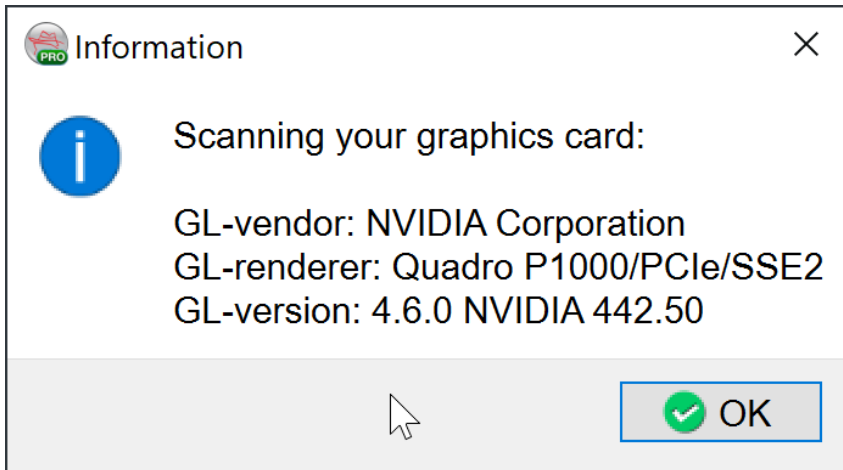 PRO
Information
Scanning your graphics card:
GL-vendor: NVIDIA Corporation
GL-renderer: Quadro P1000/PCIe/SSE2
GL-version: 4.6.0 NVIDIA 442.50
OK